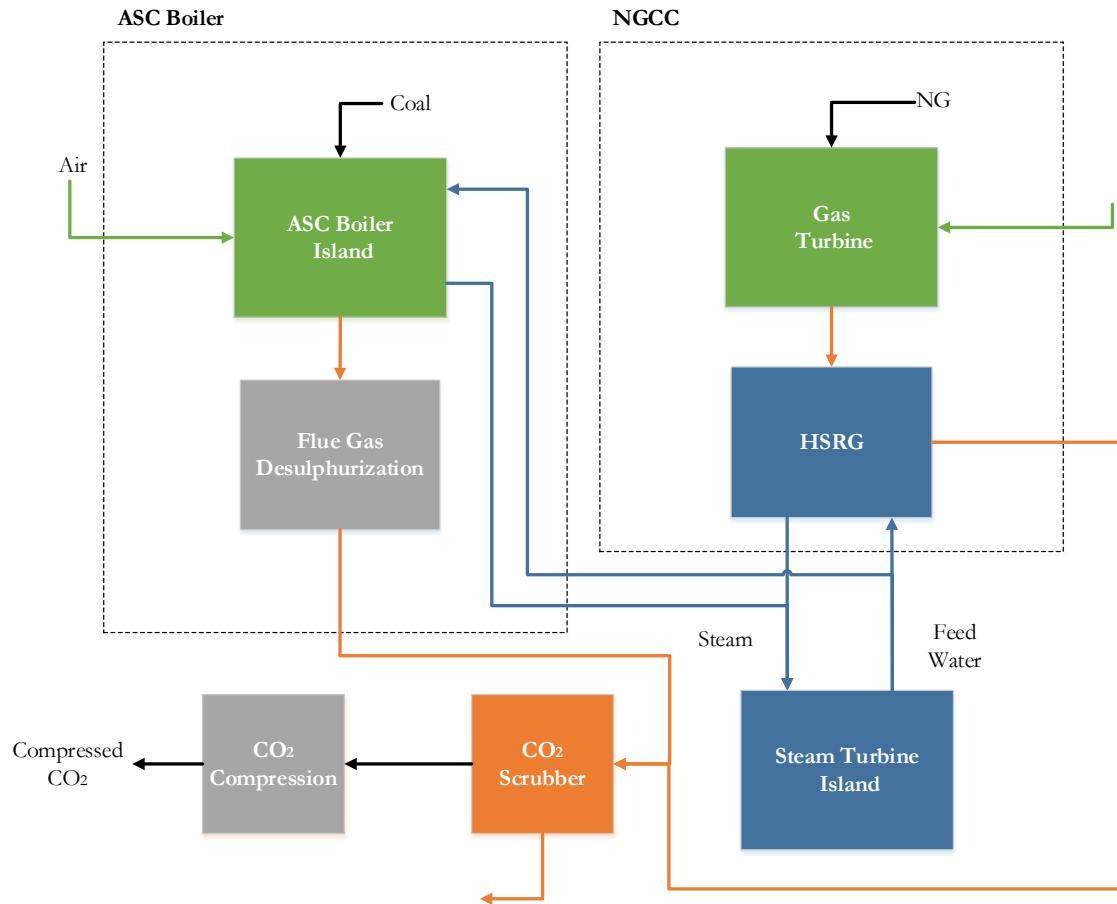 ASC Boiler
NGCC
Coal
NG
Air
ASC Boiler
Island
Gas
Turbine
Flue Gas
Desulphurization
HSRG
Steam
Feed
Water
Compressed
CO₂
CO₂
Compression
CO₂
Scrubber
Steam Turbine
Island